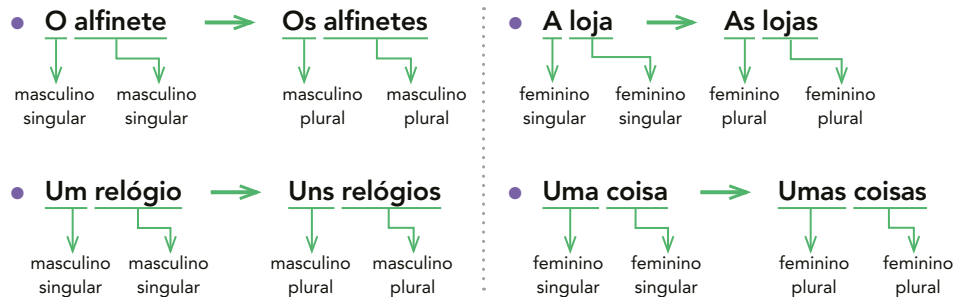 O alfinete Os alfinetes
masculino masculino masculino masculino
singular singular plural plural
Um relógio Uns relógios
masculino masculino masculino masculino
singular singular plural plural
A loja As lojas
feminino feminino feminino feminino
singular singular plural plural
Uma coisa Umas coisas
feminino feminino feminino feminino
singular singular plural plural